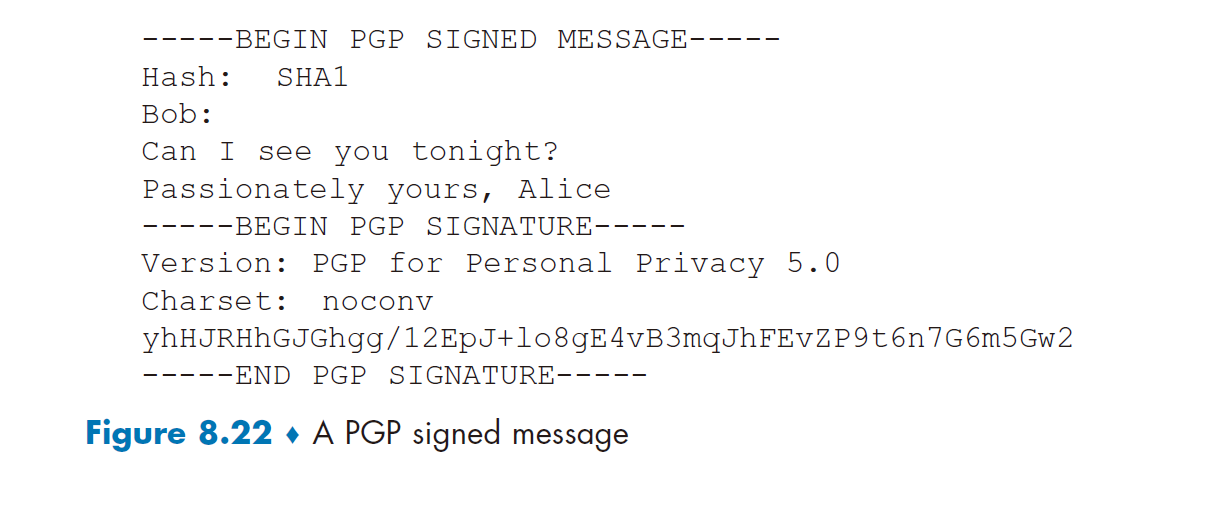 -----BEGIN PGP SIGNED MESSAGE-----
Hash:  SHA1
Bob:
Can I see you tonight?
Passionately yours, Alice
-----BEGIN PGP SIGNATURE-----
Version: PGP for Personal Privacy 5.0
Charset:  noconv
yhHJRHhGJGhgg/12EpJ+lo8gE4vB3mqJhFEvZP9t6n7G6m5Gw2
-----END PGP SIGNATURE-----
Figure 8.22 ♦ A PGP signed message